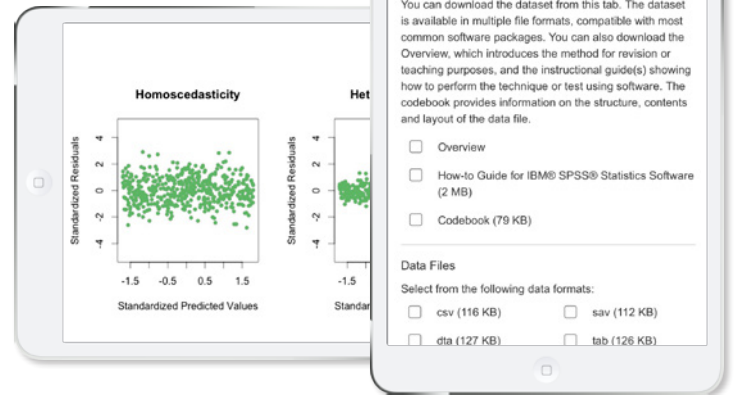 Homoscedasticity
Standardized Residuals
4
2
0
-2
-4
-1.5 -0.5 0.5 1.5
Standardized Predicted Values
Het
Standardized Residuals
4
2
0
-2
-4
-1.5
Standar
You can download the dataset from this tab. The dataset
is available in multiple file formats, compatible with most
common software packages. You can also download the
Overview, which introduces the method for revision or
teaching purposes, and the instructional guide(s) showing
how to perform the technique or test using software. The
codebook provides information on the structure, contents
and layout of the data file.
Overview
How-to Guide for IBM® SPSS® Statistics Software
(2 MB)
Codebook (79 KB)
Data Files
Select from the following data formats:
csv (116 KB) sav (112 KB)
dta (127 KB) tab (126 KB)